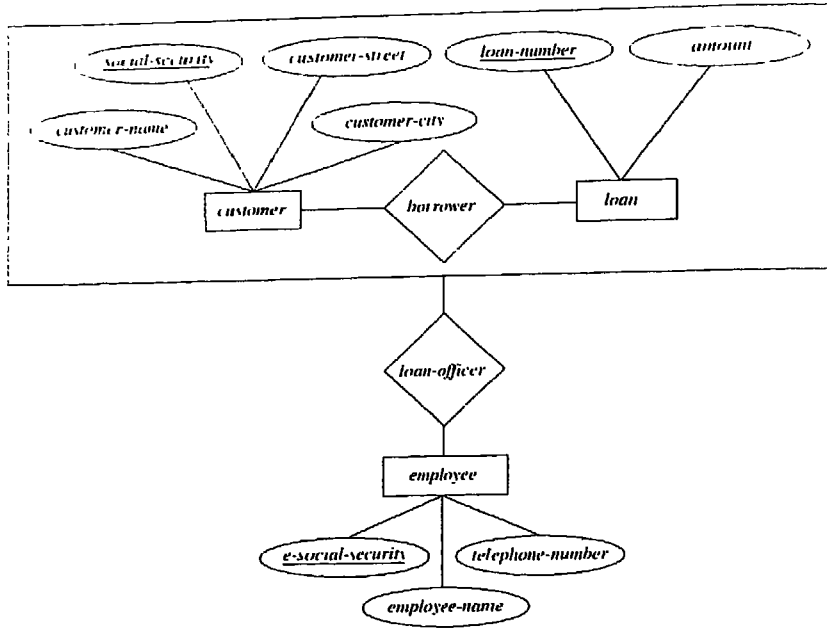 social-security
customer-street
loan-number
amount
customer-name
customer-city
customer
borrower
loan
loan-officer
employee
e-social-security
telephone-number
employee-name